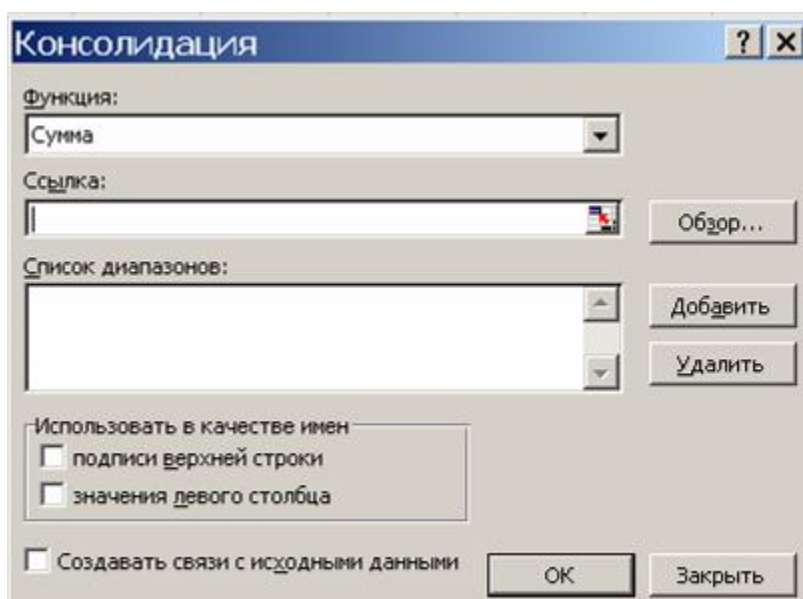 Консолидация
Функция:
Сумма
Ссылка:
Обзор...
Список диапазонов:
Добавить
Удалить
Использовать в качестве имен
подписи верхней строки
значения левого столбца
Создавать связи с исходными данными
ОК
Закрыть